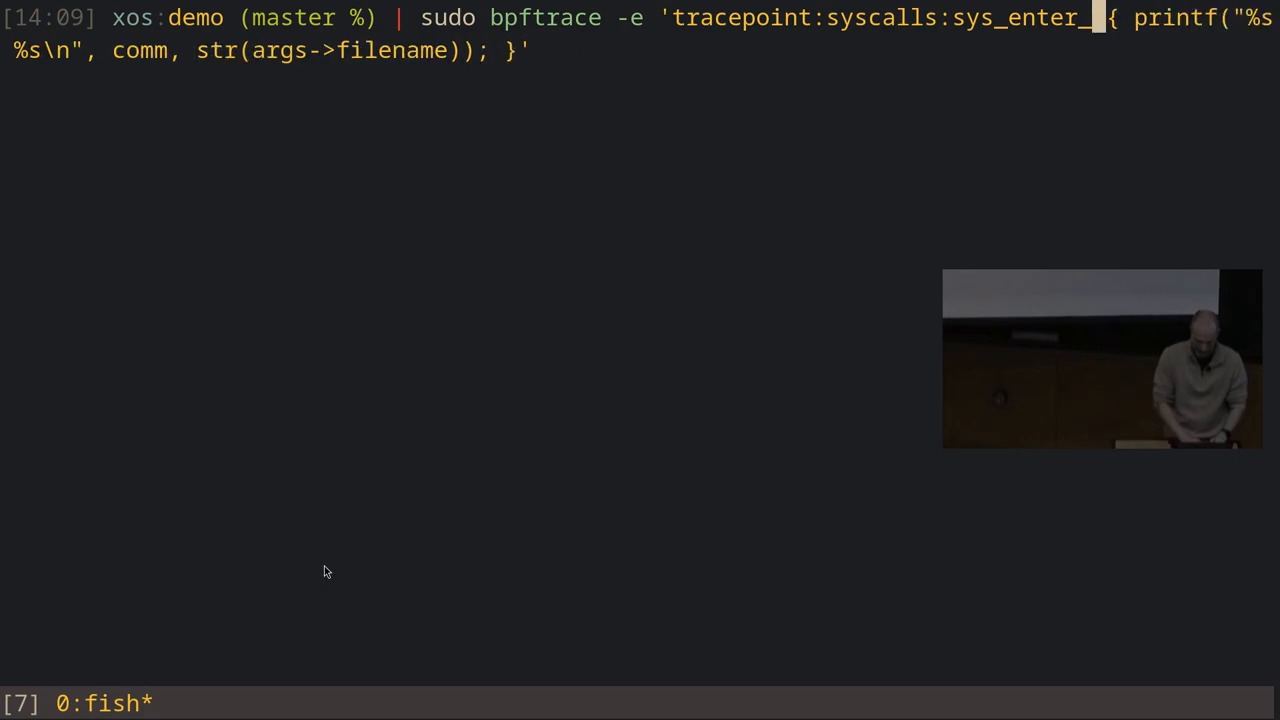 [14:09] xos:demo (master %) | sudo bpftrace -e 'tracepoint:syscalls:sys_enter_ { printf("%s
%s\n", comm, str(args->filename)); }'
[7] 0:fish*